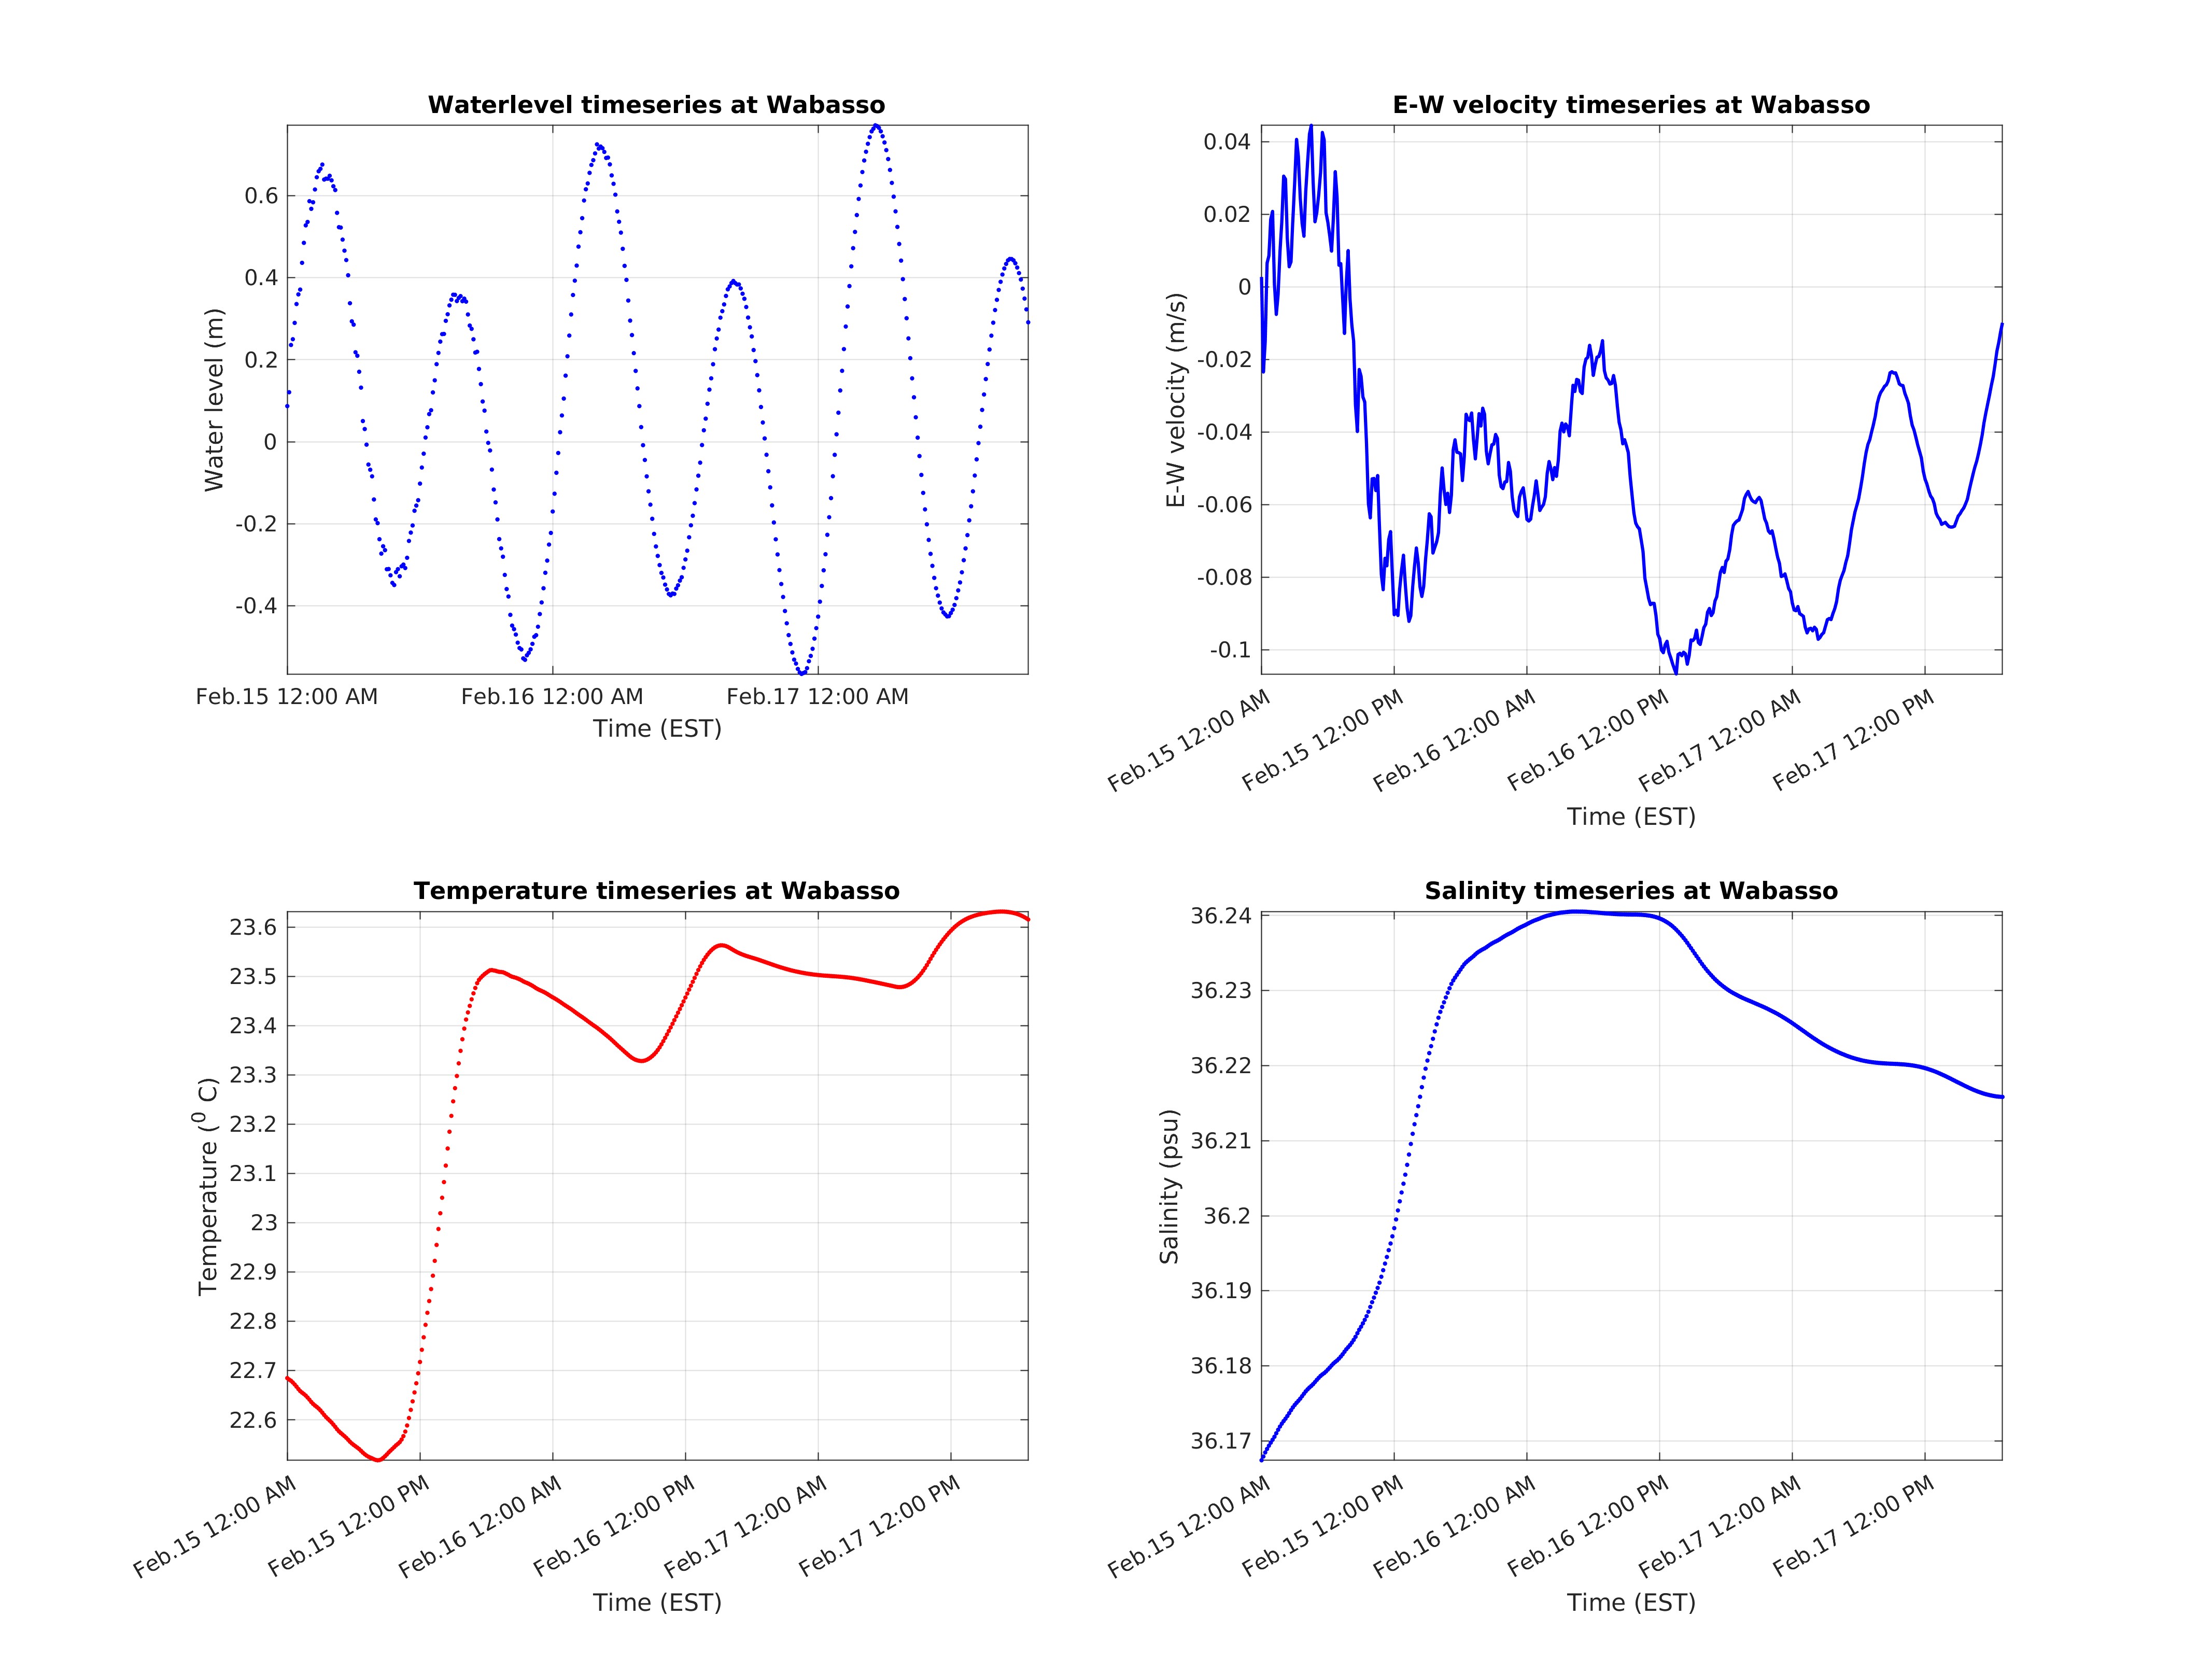 Waterlevel timeseries at Wabasso
Water level (m)
0.6
0.4
0.2
0
-0.2
-0.4
Feb.15 12:00 AM
Feb.16 12:00 AM
Feb.17 12:00 AM
Time (EST)
E-W velocity timeseries at Wabasso
E-W velocity (m/s)
0.04
0.02
0
-0.02
-0.04
-0.06
-0.08
-0.1
Feb.15 12:00 AM
Feb.15 12:00 PM
Feb.16 12:00 AM
Feb.16 12:00 PM
Feb.17 12:00 AM
Feb.17 12:00 PM
Time (EST)
Temperature timeseries at Wabasso
Temperature (⁰ C)
23.6
23.5
23.4
23.3
23.2
23.1
23
22.9
22.8
22.7
22.6
Feb.15 12:00 AM
Feb.15 12:00 PM
Feb.16 12:00 AM
Feb.16 12:00 PM
Feb.17 12:00 AM
Feb.17 12:00 PM
Time (EST)
Salinity timeseries at Wabasso
Salinity (psu)
36.24
36.23
36.22
36.21
36.2
36.19
36.18
36.17
Feb.15 12:00 AM
Feb.15 12:00 PM
Feb.16 12:00 AM
Feb.16 12:00 PM
Feb.17 12:00 AM
Feb.17 12:00 PM
Time (EST)